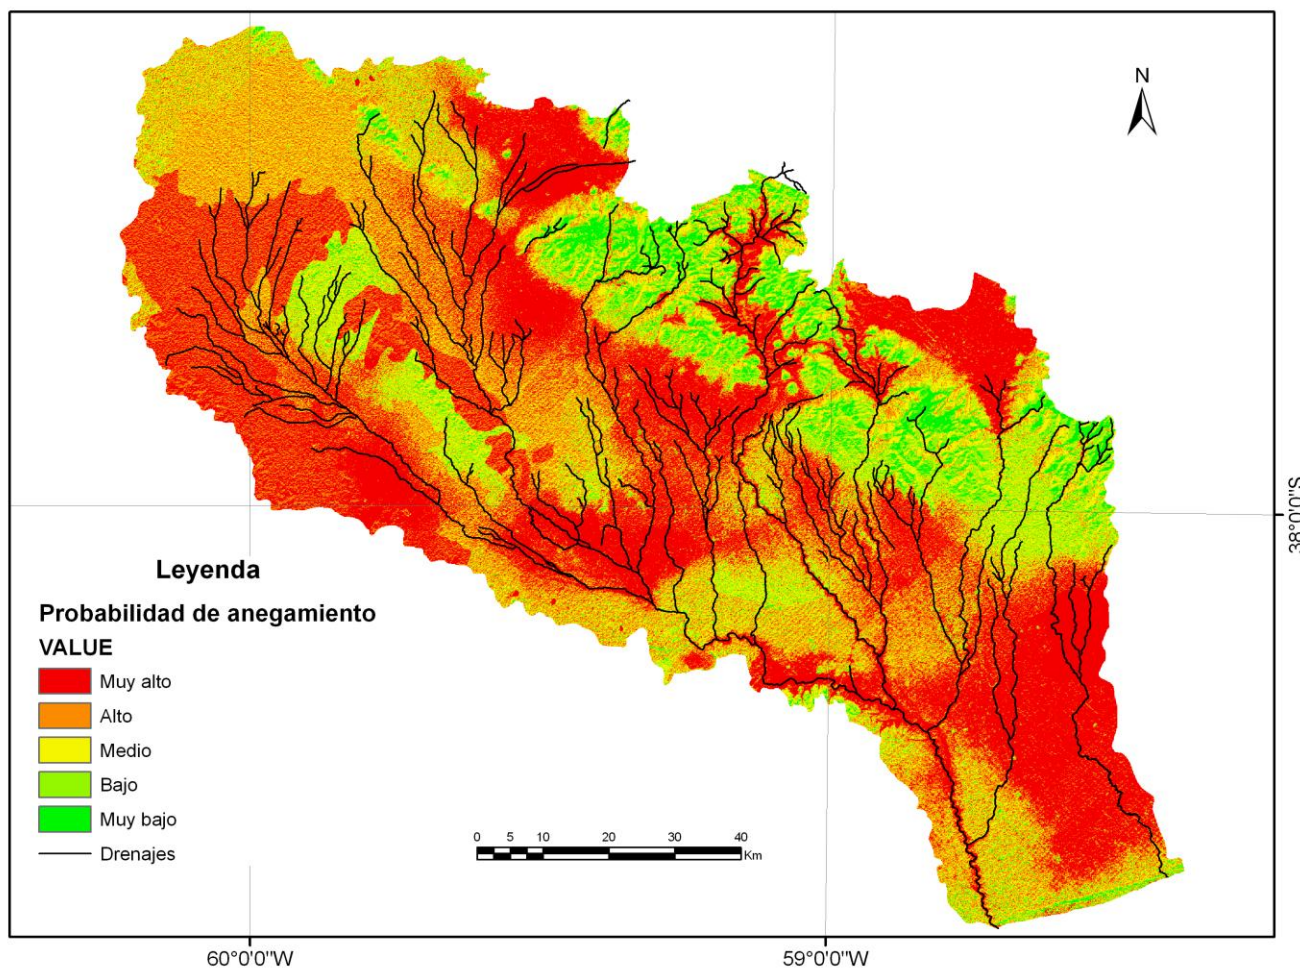 N
38°0'0"S
Leyenda
Probabilidad de anegamiento
VALUE
Muy alto
Alto
Medio
Bajo
Muy bajo
Drenajes
0 5 10 20 30 40
Km
60°0'0"W
59°0'0"W